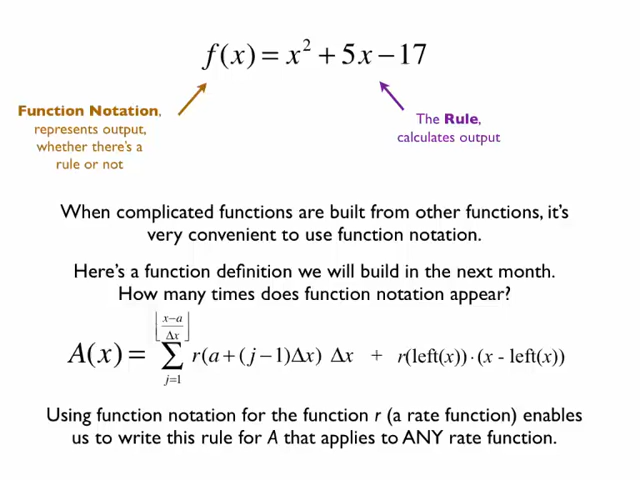 f(x) = x² + 5x − 17
Function Notation,
represents output,
whether there's a
rule or not
The Rule,
calculates output
When complicated functions are built from other functions, it's
very convenient to use function notation.
Here's a function definition we will build in the next month.
How many times does function notation appear?
A(x) = ∑_{j=1}^{⌊(x−a)/Δx⌋} r(a + (j − 1)Δx) Δx + r(left(x)) · (x - left(x))
Using function notation for the function r (a rate function) enables
us to write this rule for A that applies to ANY rate function.